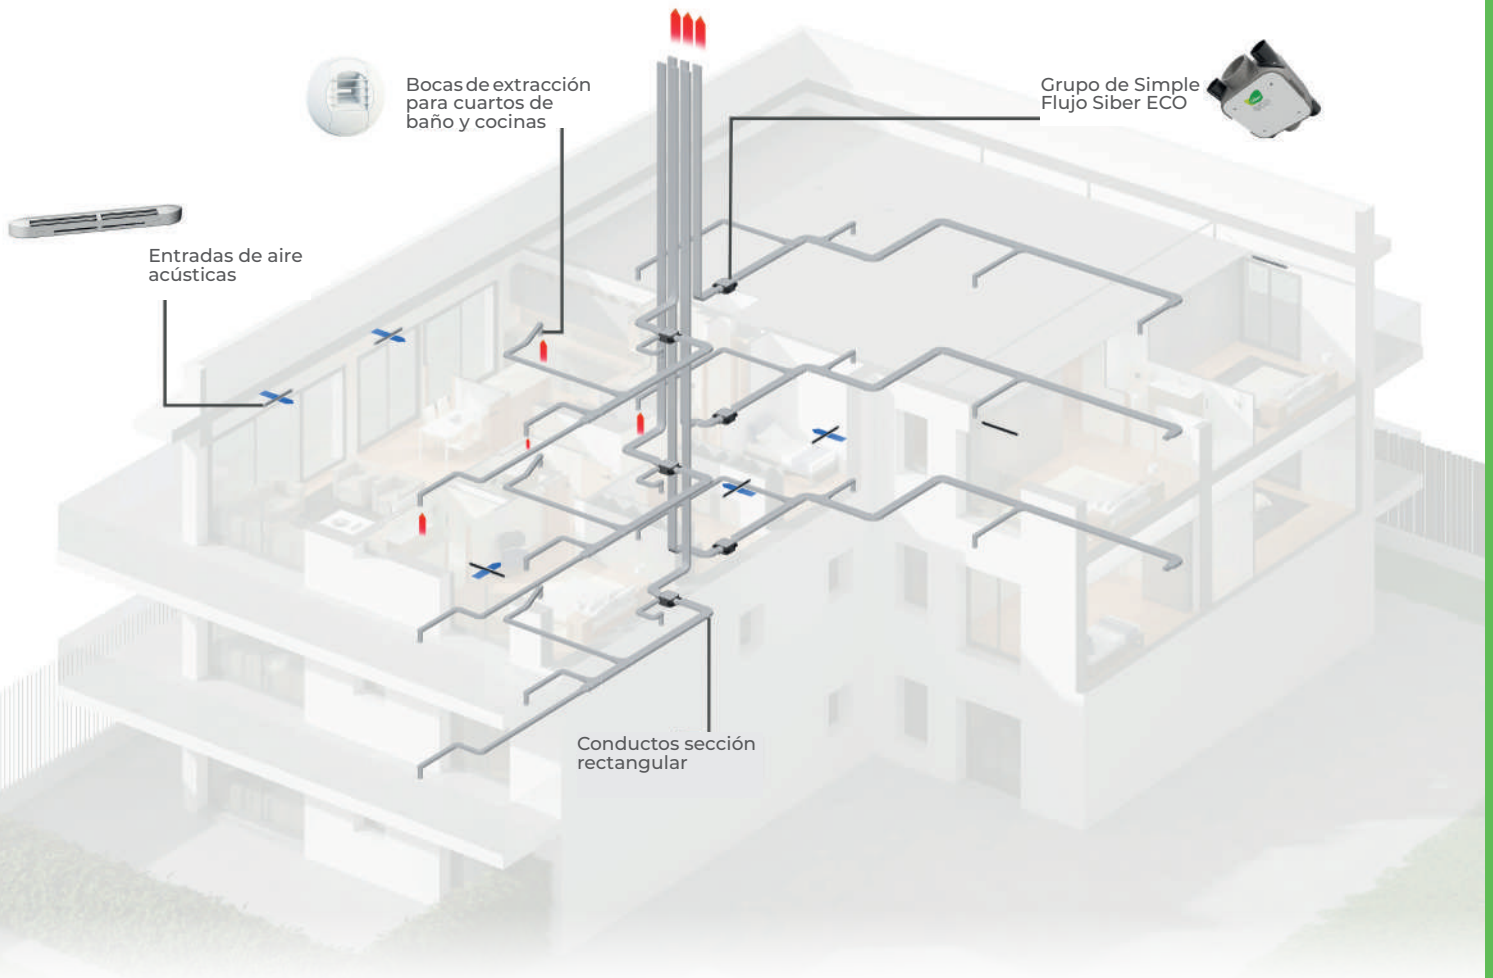 Bocas de extracción
para cuartos de
baño y cocinas
Grupo de Simple
Flujo Siber ECO
Entradas de aire
acústicas
Conductos sección
rectangular